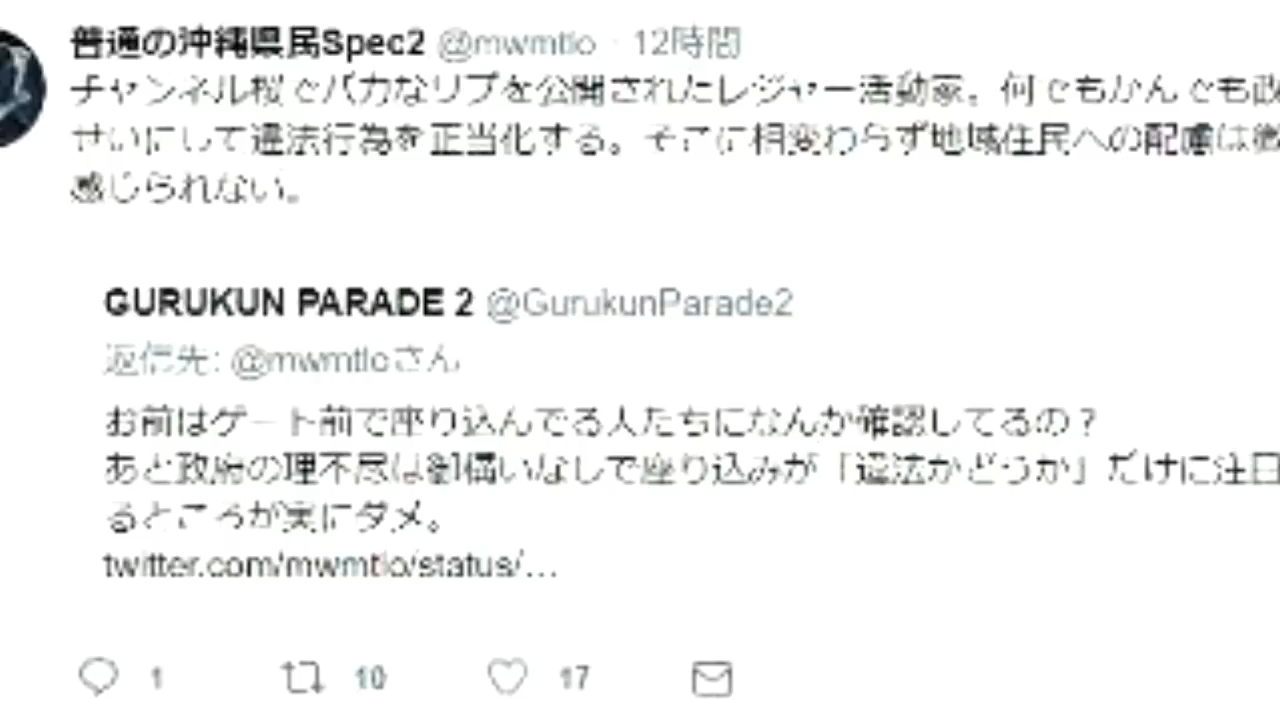 普通の沖縄県民Spec2 @mwmtlo · 12時間
チャンネル桜でバカなリプを公開されたレジャー活動家。何でもかんでも政
せいにして違法行為を正当化する。そこに相変わらず地域住民への配慮は微
感じられない。
GURUKUN PARADE 2 @GurukunParade2
返信先: @mwmtloさん
お前はゲート前で座り込んでる人たちになんか確認してるの？
あと政府の理不尽は御構いなしで座り込みが「違法かどうか」だけに注目
るところが実にダメ。
twitter.com/mwmtlo/status/…
1 10 17